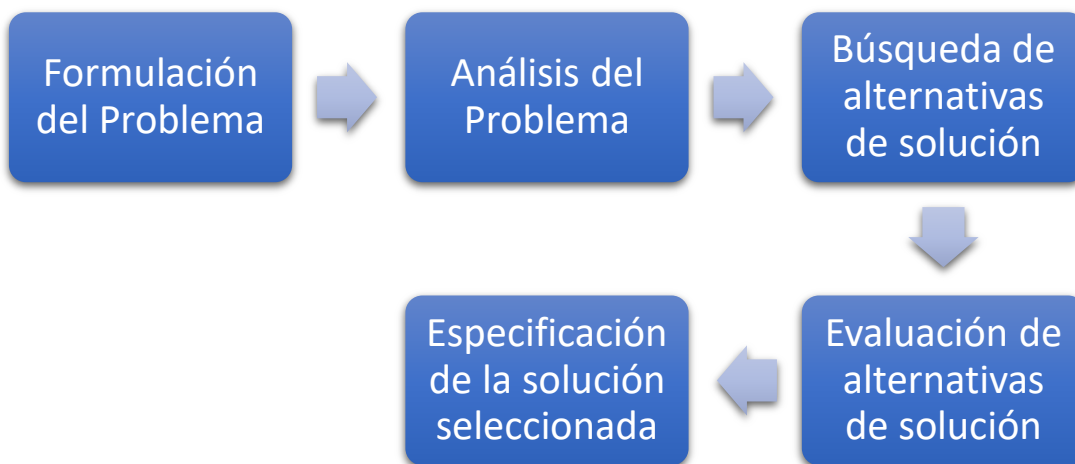 Formulación
del Problema
Análisis del
Problema
Búsqueda de
alternativas
de solución
Evaluación de
alternativas
de solución
Especificación
de la solución
seleccionada